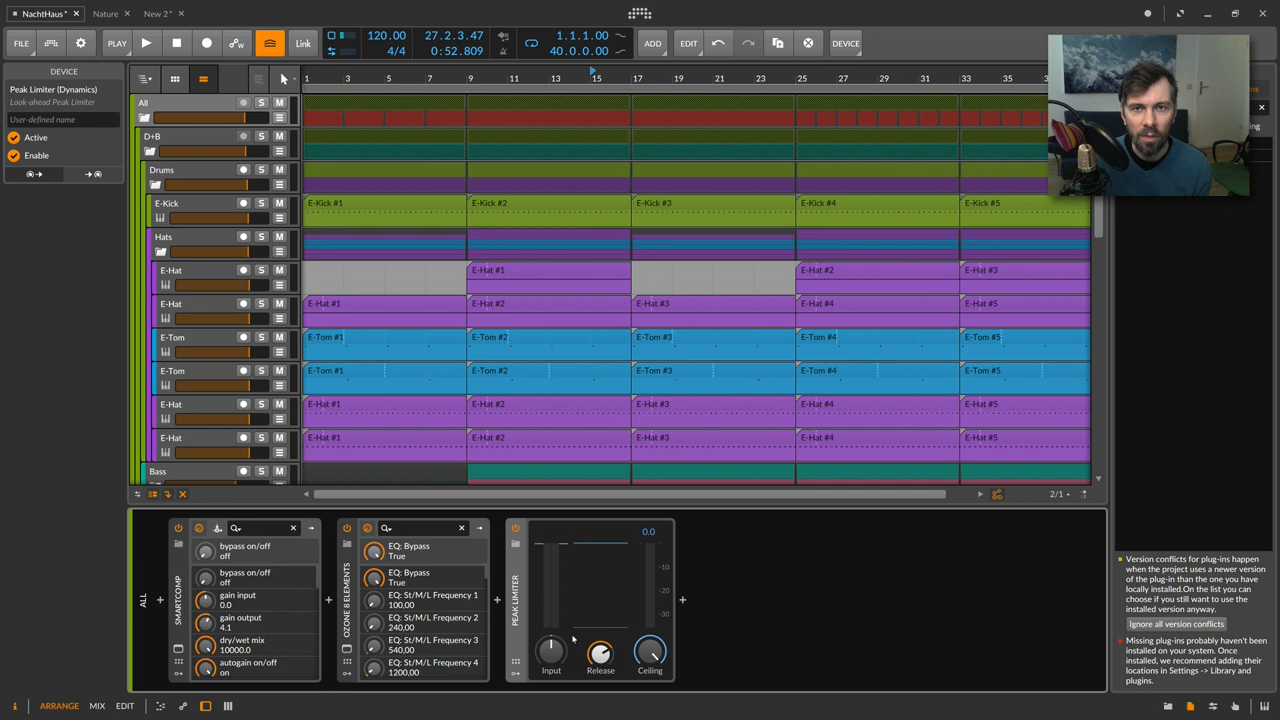 NachtHaus* ×
Nature ×
New 2* ×
FILE
PLAY
Link
120.00
4/4
27.2.3.47
0:52.809
1.1.1.00
40.0.0.00
ADD
EDIT
DEVICE
DEVICE
Peak Limiter (Dynamics)
Look-ahead Peak Limiter
User-defined name
Active
Enable
1 3 5 7 9 11 13 15 17 19 21 23 25 27 29 31 33 35
All S M
D+B S M
Drums S M
E-Kick S M E-Kick #1 E-Kick #2 E-Kick #3 E-Kick #4 E-Kick #5
Hats S M
E-Hat S M E-Hat #1 E-Hat #2 E-Hat #3
E-Hat S M E-Hat #1 E-Hat #2 E-Hat #3 E-Hat #4 E-Hat #5
E-Tom S M E-Tom #1 E-Tom #2 E-Tom #3 E-Tom #4 E-Tom #5
E-Tom S M E-Tom #1 E-Tom #2 E-Tom #3 E-Tom #4 E-Tom #5
E-Hat S M E-Hat #1 E-Hat #2 E-Hat #3 E-Hat #4 E-Hat #5
E-Hat S M E-Hat #1 E-Hat #2 E-Hat #3 E-Hat #4 E-Hat #5
Bass S M
2/1
ALL
SMARTCOMP
bypass on/off
off
bypass on/off
off
gain input
0.0
gain output
4.1
dry/wet mix
10000.0
autogain on/off
on
OZONE 8 ELEMENTS
EQ: Bypass
True
EQ: Bypass
True
EQ: St/M/L Frequency 1
100,00
EQ: St/M/L Frequency 2
240,00
EQ: St/M/L Frequency 3
540,00
EQ: St/M/L Frequency 4
1200,00
PEAK LIMITER
0.0
-10
-20
-30
Input
Release
Ceiling
Version conflicts for plug-ins happen
when the project uses a newer version
of the plug-in than the one you have
locally installed.On the list you can
choose if you still want to use the
installed version anyway.
Ignore all version conflicts
Missing plug-ins probably haven't been
installed on your system. Once
installed, we recommend adding their
locations in Settings -> Library and
plugins.
i ARRANGE MIX EDIT